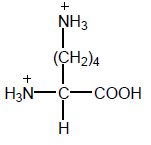 +
NH3
(CH2)4
+
H3N—C—COOH
H